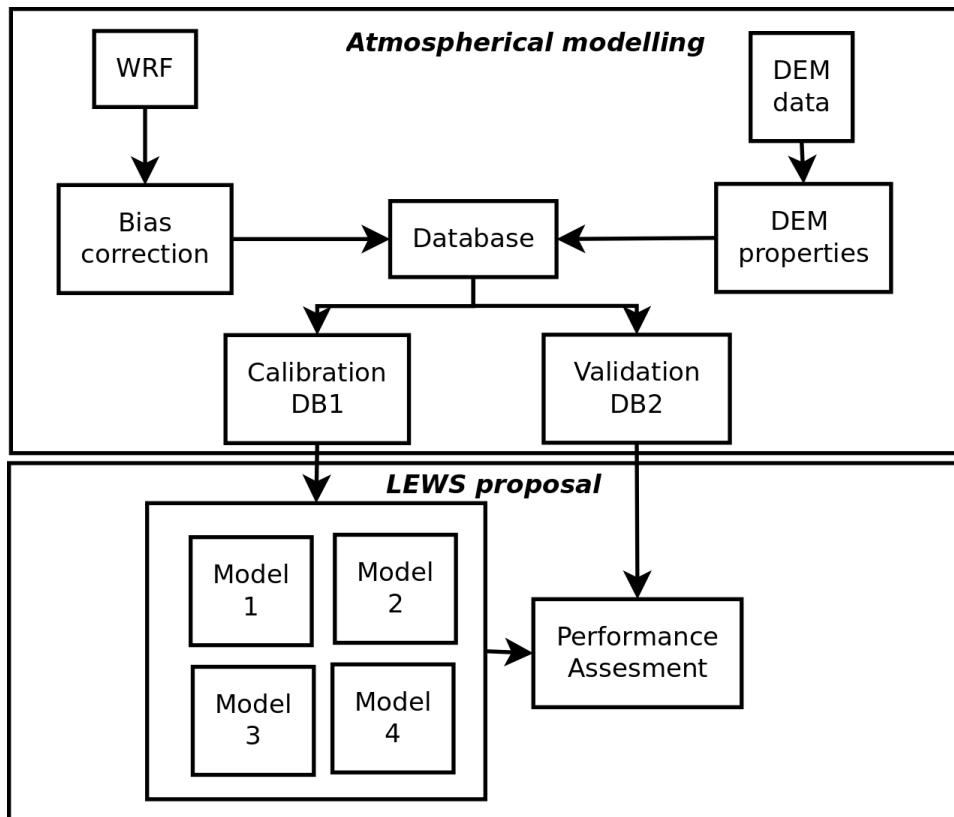 Atmospherical modelling
WRF
DEM
data
Bias
correction
Database
DEM
properties
Calibration
DB1
Validation
DB2
LEWS proposal
Model
1
Model
2
Performance
Assesment
Model
3
Model
4